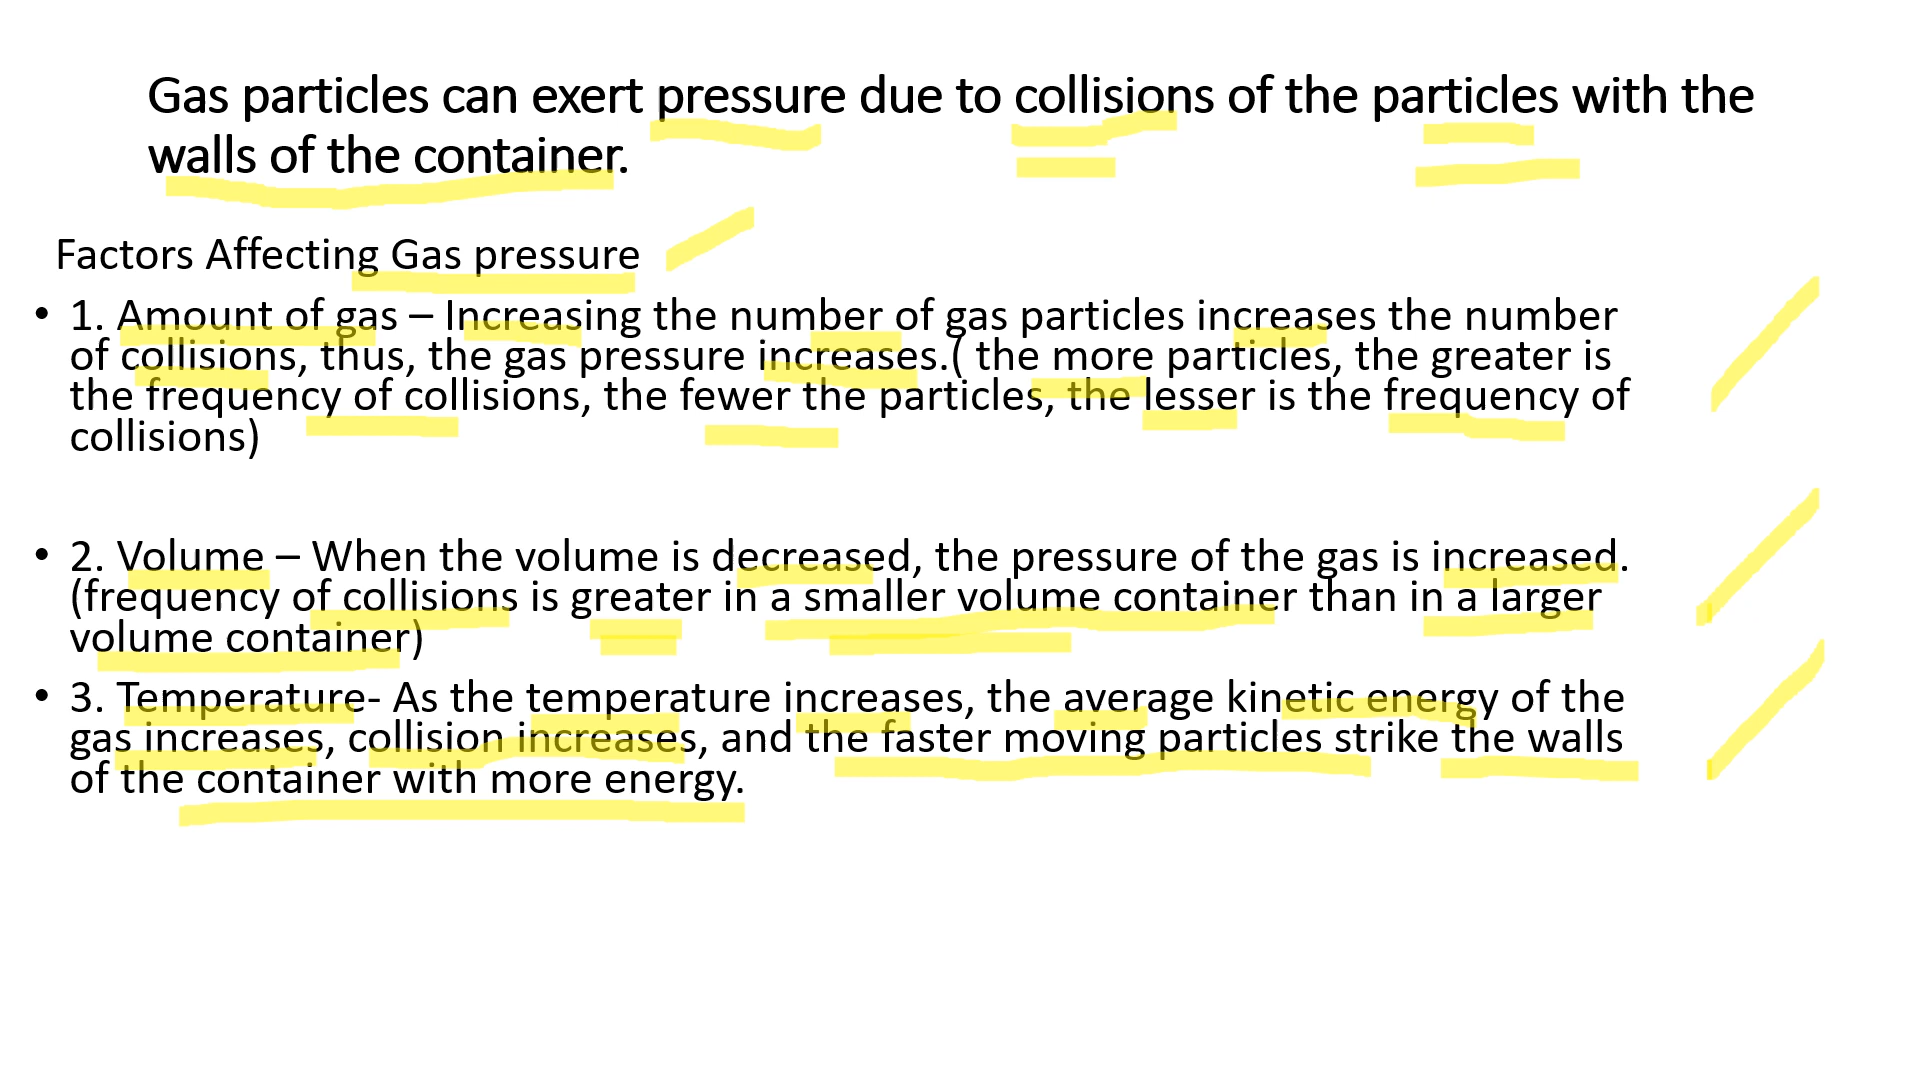 Gas particles can exert pressure due to collisions of the particles with the
walls of the container.
Factors Affecting Gas pressure
• 1. Amount of gas – Increasing the number of gas particles increases the number
of collisions, thus, the gas pressure increases.( the more particles, the greater is
the frequency of collisions, the fewer the particles, the lesser is the frequency of
collisions)
• 2. Volume – When the volume is decreased, the pressure of the gas is increased.
(frequency of collisions is greater in a smaller volume container than in a larger
volume container)
• 3. Temperature- As the temperature increases, the average kinetic energy of the
gas increases, collision increases, and the faster moving particles strike the walls
of the container with more energy.